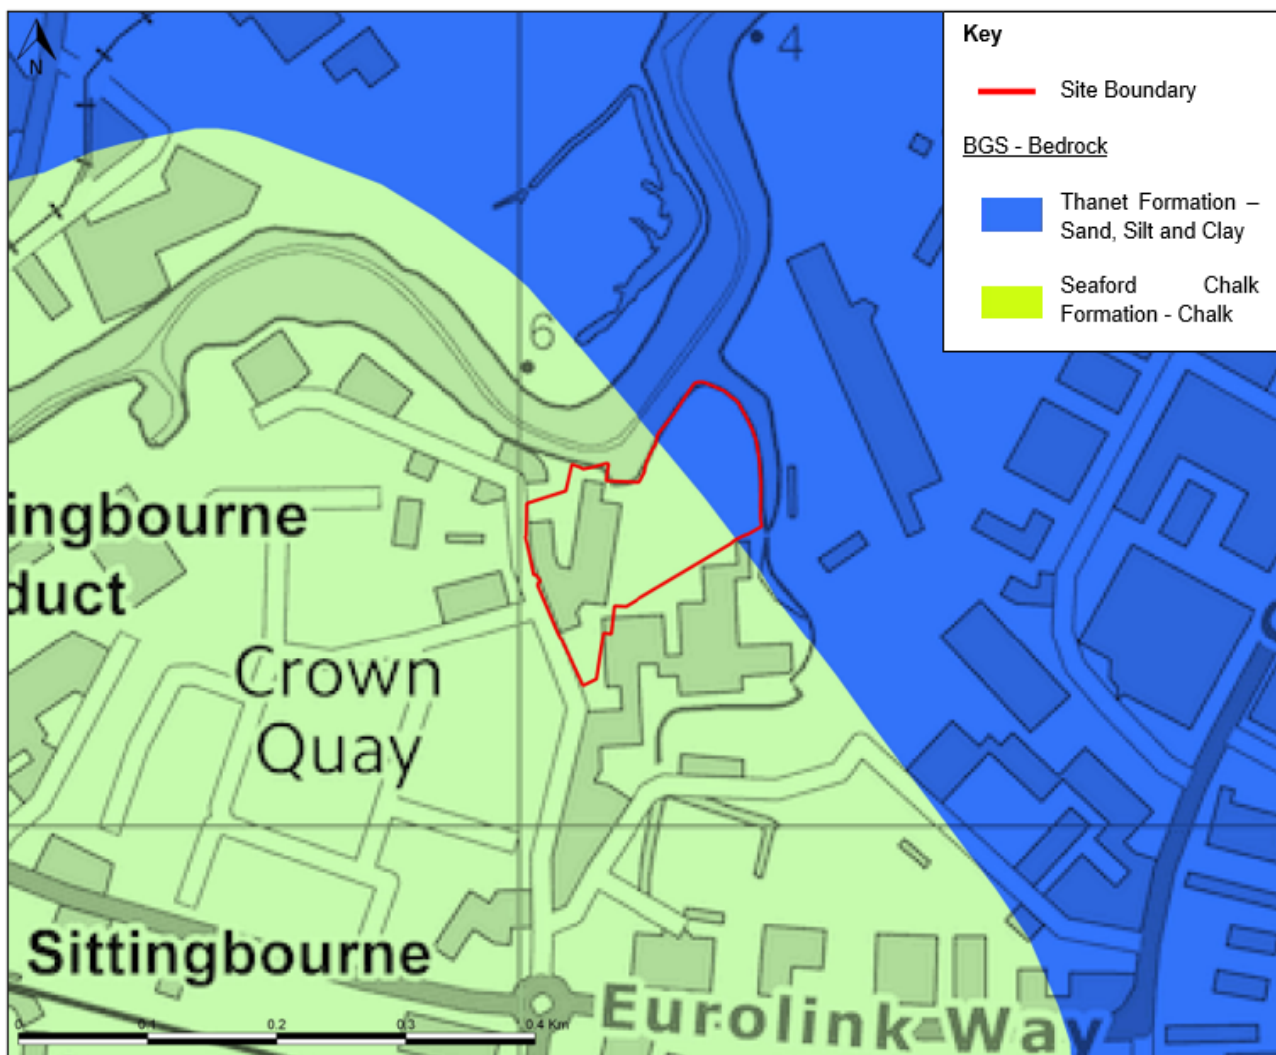 N
4
Key
Site Boundary
BGS - Bedrock
Thanet Formation –
Sand, Silt and Clay
Seaford Chalk
Formation - Chalk
6
ingbourne
duct
Crown
Quay
Sittingbourne
Eurolink Way
0 0.1 0.2 0.3 0.4 Km